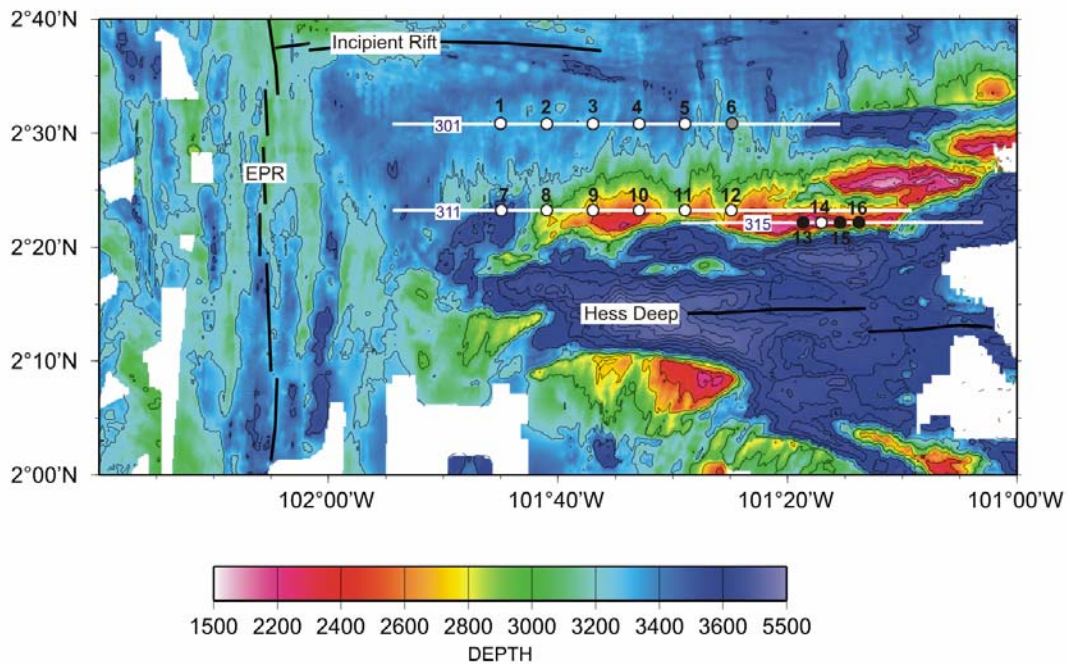 2°40'N
Incipient Rift
1 2 3 4 5 6
2°30'N
301
EPR
7 8 9 10 11 12
311
14 16
315
13 15
2°20'N
Hess Deep
2°10'N
2°00'N
102°00'W 101°40'W 101°20'W 101°00'W
1500 2200 2400 2600 2800 3000 3200 3400 3600 5500
DEPTH